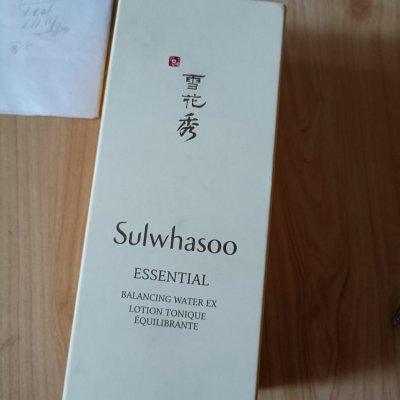 雪
花
秀
Sulwhasoo
ESSENTIAL
BALANCING WATER EX
LOTION TONIQUE
ÉQUILIBRANTE